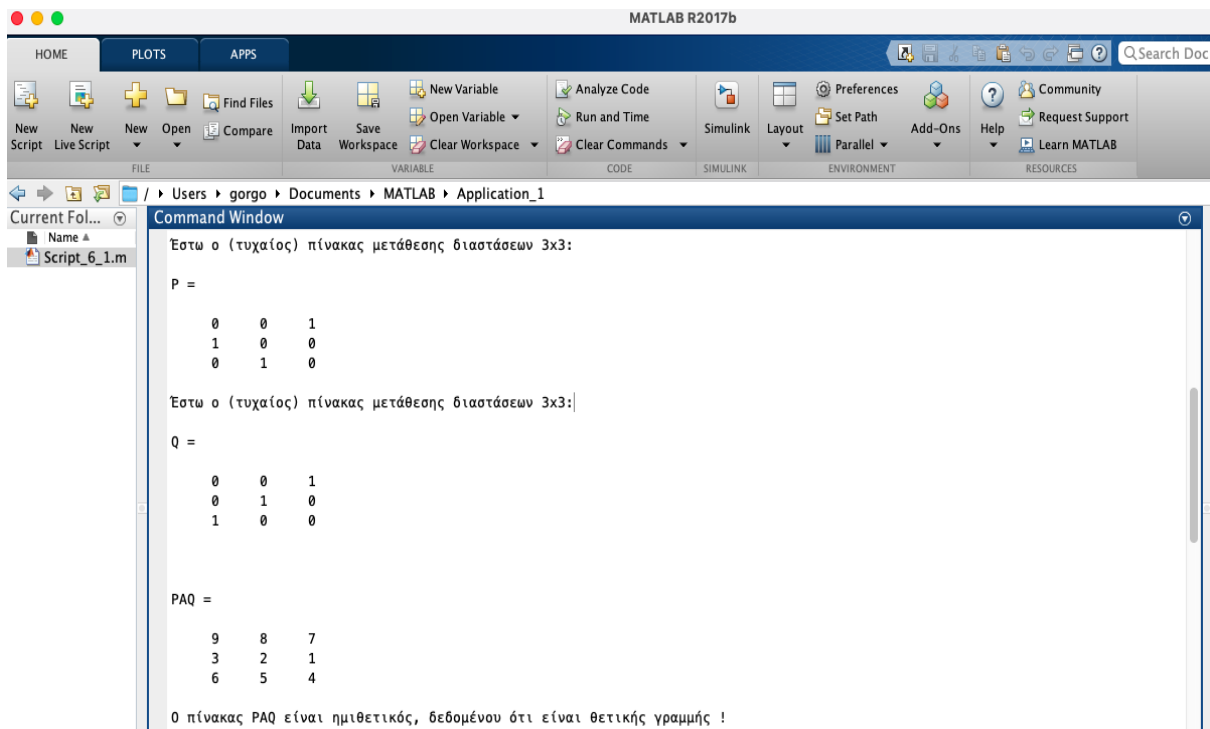 MATLAB R2017b
HOME PLOTS APPS
Search Doc
New Script
New Live Script
New
Open
Find Files
Compare
Import Data
Save Workspace
New Variable
Open Variable
Clear Workspace
Analyze Code
Run and Time
Clear Commands
Simulink
Layout
Preferences
Set Path
Parallel
Add-Ons
Help
Community
Request Support
Learn MATLAB
FILE VARIABLE CODE SIMULINK ENVIRONMENT RESOURCES
/ Users gorgo Documents MATLAB Application_1
Current Fol...
Name
Script_6_1.m
Command Window
Έστω ο (τυχαίος) πίνακας μετάθεσης διαστάσεων 3x3:
P =
0 0 1
1 0 0
0 1 0
Έστω ο (τυχαίος) πίνακας μετάθεσης διαστάσεων 3x3:
Q =
0 0 1
0 1 0
1 0 0
PAQ =
9 8 7
3 2 1
6 5 4
Ο πίνακας PAQ είναι ημιθετικός, δεδομένου ότι είναι θετικής γραμμής !